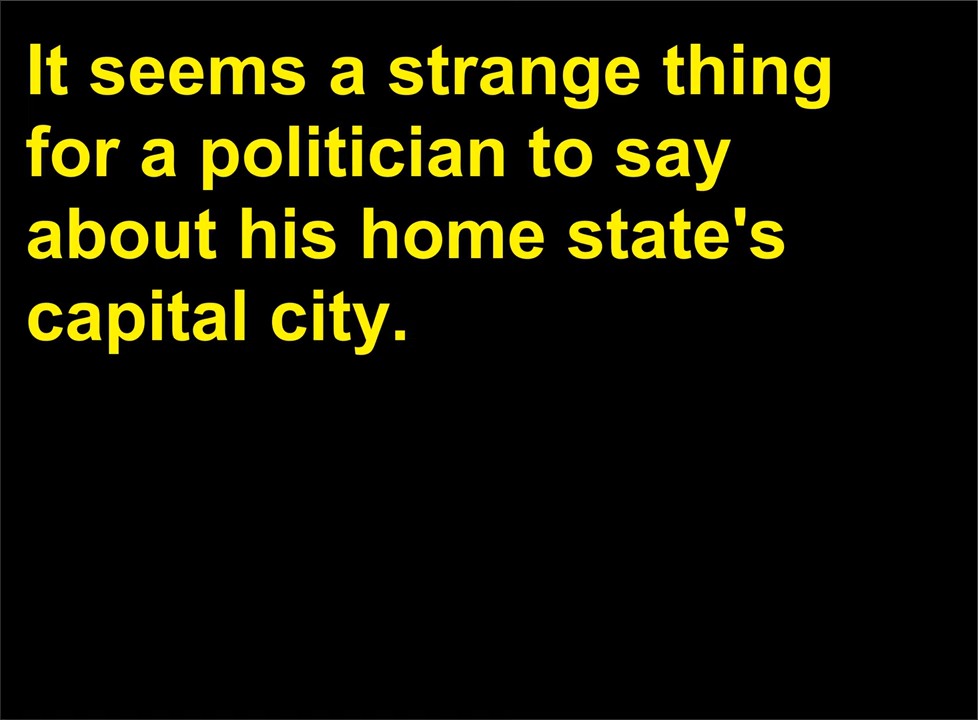 It seems a strange thing
for a politician to say
about his home state's
capital city.